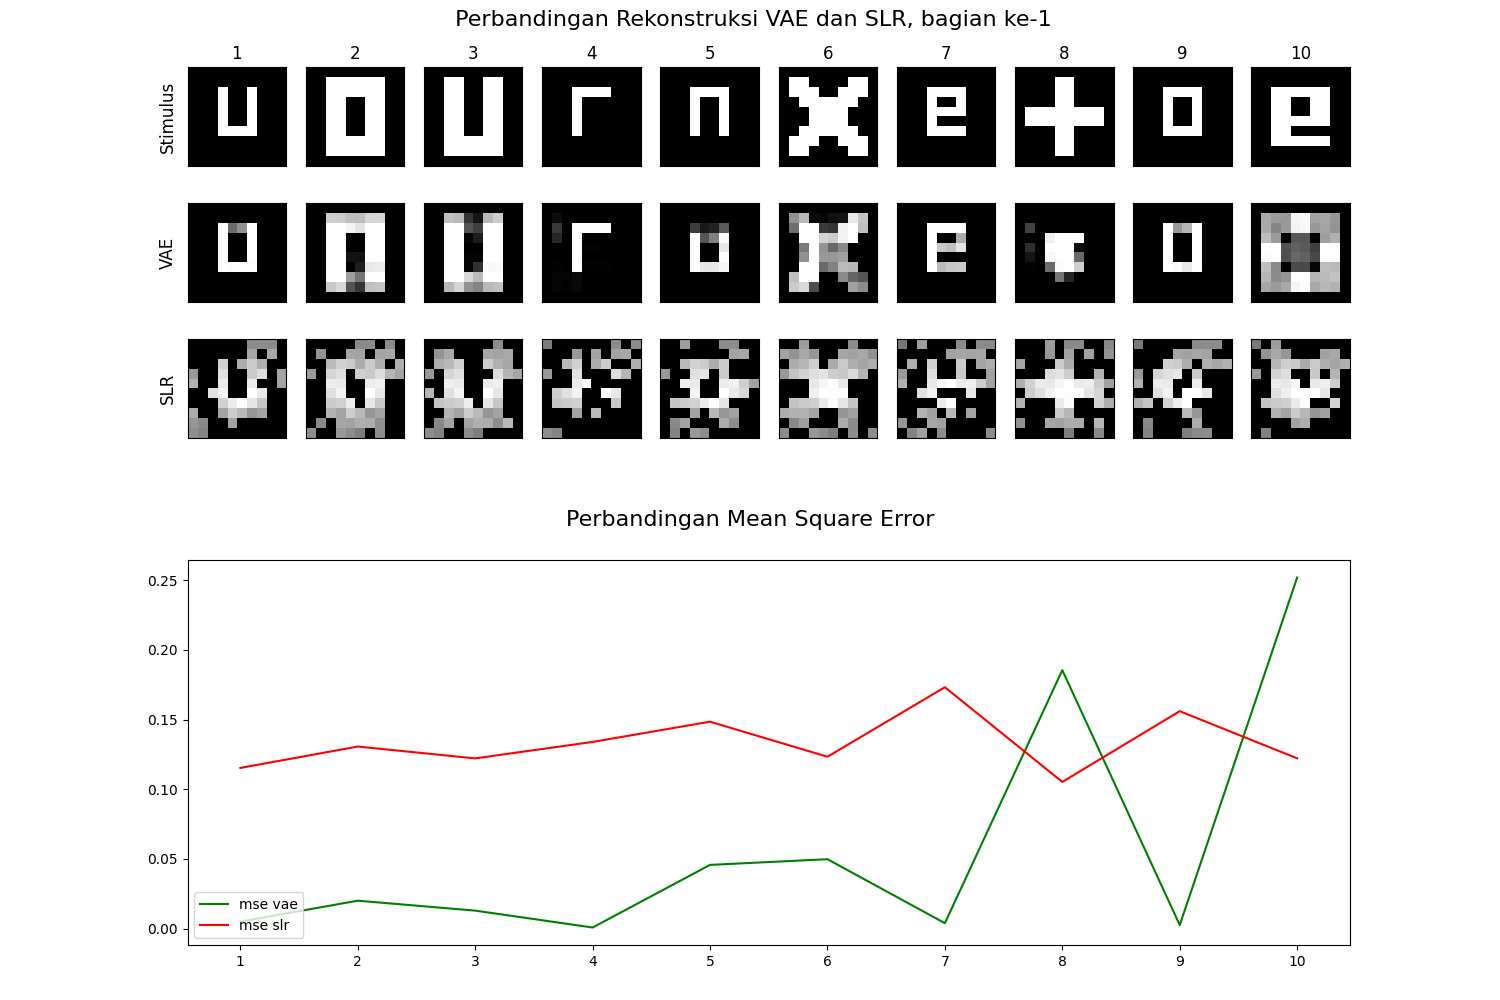 Perbandingan Rekonstruksi VAE dan SLR, bagian ke-1
1 2 3 4 5 6 7 8 9 10
Stimulus
VAE
SLR
Perbandingan Mean Square Error
0.25
0.20
0.15
0.10
0.05
0.00
mse vae
mse slr
1 2 3 4 5 6 7 8 9 10